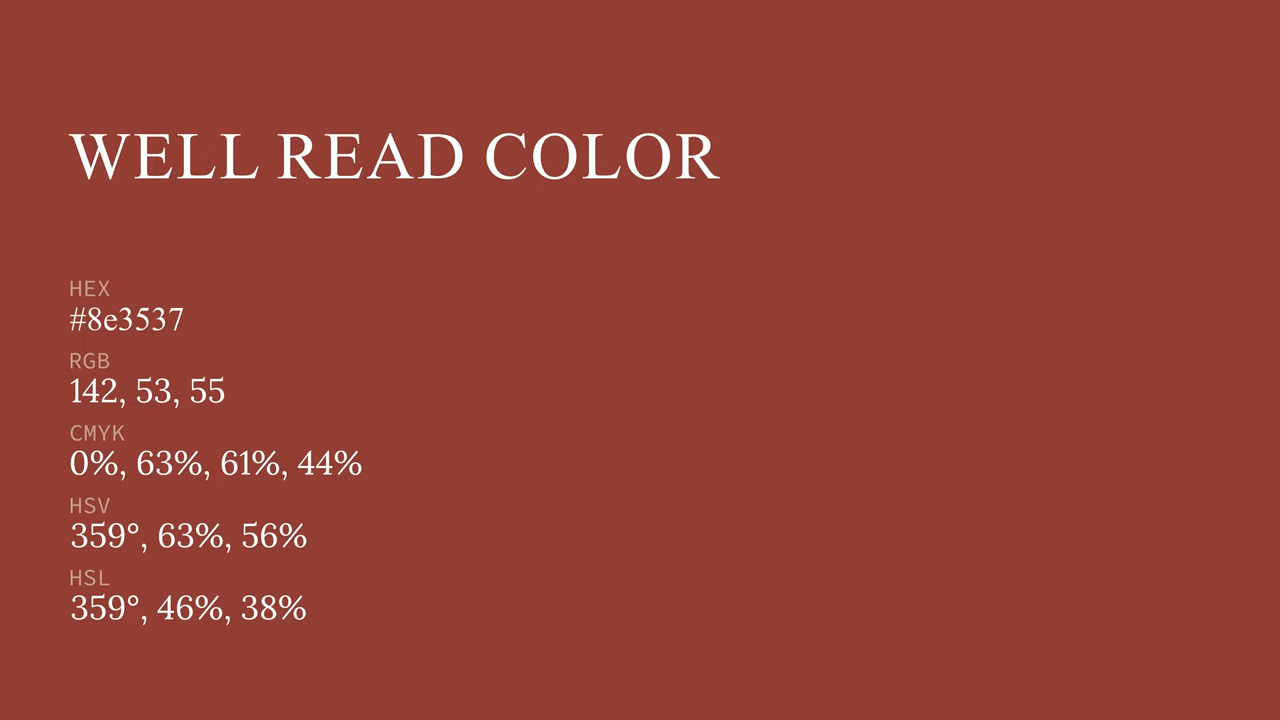 WELL READ COLOR
HEX
#8e3537
RGB
142, 53, 55
CMYK
0%, 63%, 61%, 44%
HSV
359°, 63%, 56%
HSL
359°, 46%, 38%